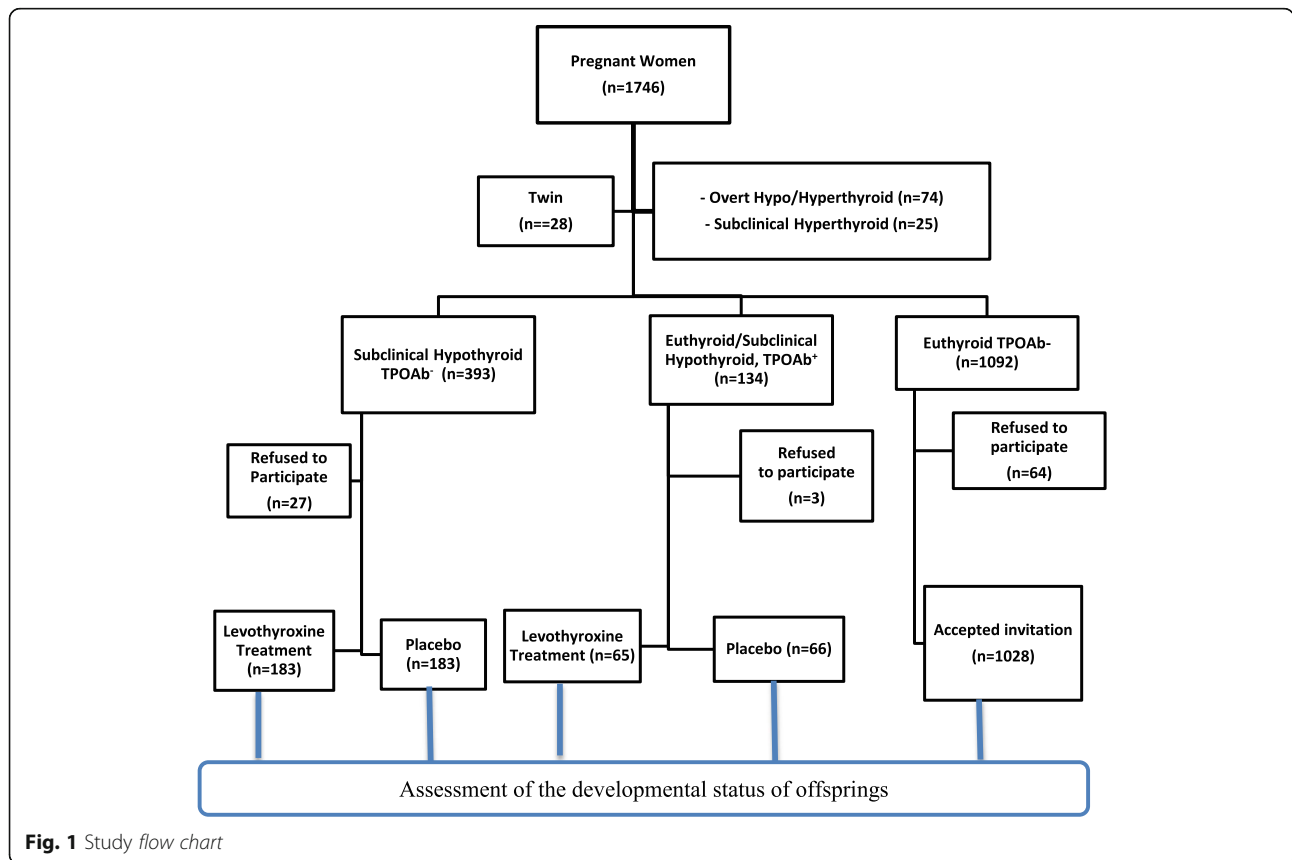 Pregnant Women
(n=1746)
Twin
(n==28)
- Overt Hypo/Hyperthyroid (n=74)
- Subclinical Hyperthyroid (n=25)
Subclinical Hypothyroid
TPOAb⁻ (n=393)
Euthyroid/Subclinical
Hypothyroid, TPOAb⁺
(n=134)
Euthyroid TPOAb-
(n=1092)
Refused to
Participate
(n=27)
Refused
to participate
(n=3)
Refused to
participate
(n=64)
Levothyroxine
Treatment
(n=183)
Placebo
(n=183)
Levothyroxine
Treatment (n=65)
Placebo (n=66)
Accepted invitation
(n=1028)
Assessment of the developmental status of offsprings
Fig. 1 Study flow chart